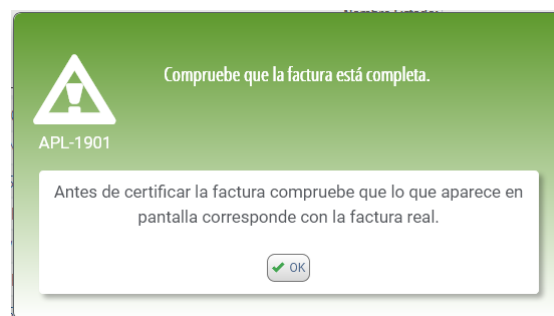 Compruebe que la factura está completa.
APL-1901
Antes de certificar la factura compruebe que lo que aparece en
pantalla corresponde con la factura real.
OK